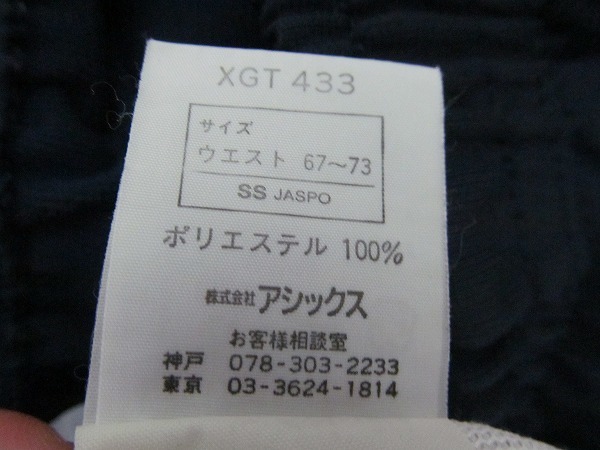 XGT 433
サイズ
ウエスト 67～73
SS JASPO
ポリエステル 100%
株式会社 アシックス
お客様相談室
神戸 078-303-2233
東京 03-3624-1814